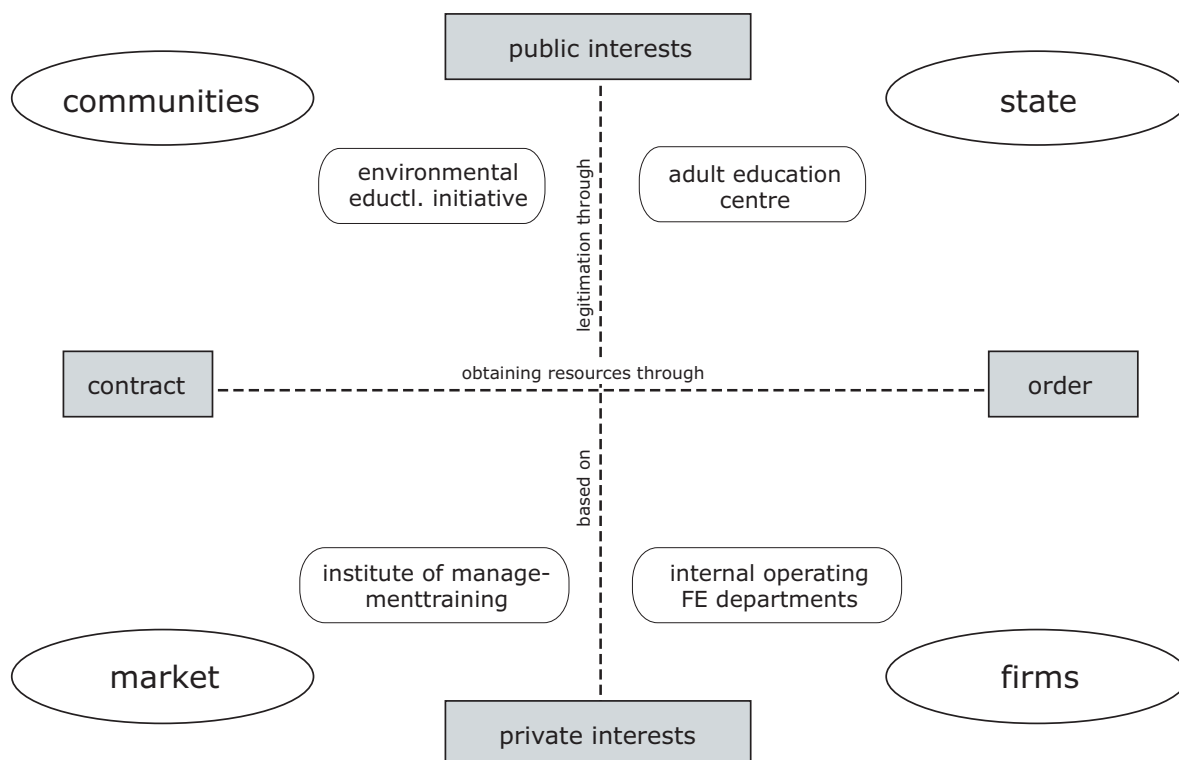 public interests
communities
state
environmental
eductl. initiative
adult education
centre
legitimation through
contract
obtaining resources through
order
based on
institute of manage-
menttraining
internal operating
FE departments
market
firms
private interests